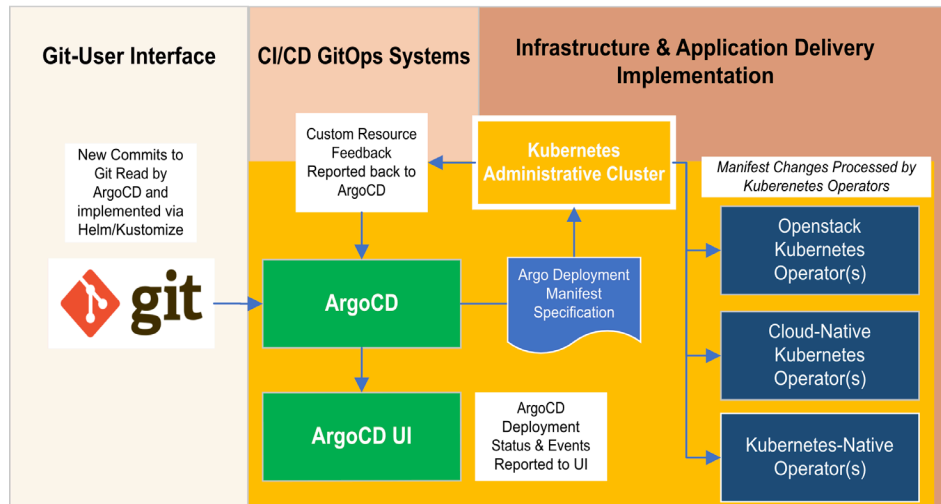 Git-User Interface
CI/CD GitOps Systems
Infrastructure & Application Delivery
Implementation
New Commits to
Git Read by
ArgoCD and
implemented via
Helm/Kustomize
git
Custom Resource
Feedback
Reported back to
ArgoCD
Kubernetes
Administrative Cluster
Manifest Changes Processed by
Kuberenetes Operators
Openstack
Kubernetes
Operator(s)
ArgoCD
Argo Deployment
Manifest
Specification
Cloud-Native
Kubernetes
Operator(s)
ArgoCD UI
ArgoCD
Deployment
Status & Events
Reported to UI
Kubernetes-Native
Operator(s)